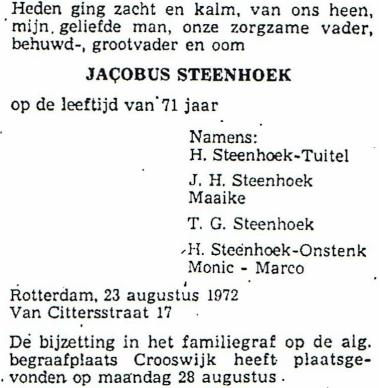 Heden ging zacht en kalm, van ons heen,
mijn geliefde man, onze zorgzame vader,
behuwd-, grootvader en oom
JACOBUS STEENHOEK
op de leeftijd van 71 jaar
Namens:
H. Steenhoek-Tuitel
J. H. Steenhoek
Maaike
T. G. Steenhoek
H. Steenhoek-Onstenk
Monic - Marco
Rotterdam, 23 augustus 1972
Van Cittersstraat 17
De bijzetting in het familiegraf op de alg.
begraafplaats Crooswijk heeft plaatsge-
vonden op maandag 28 augustus.